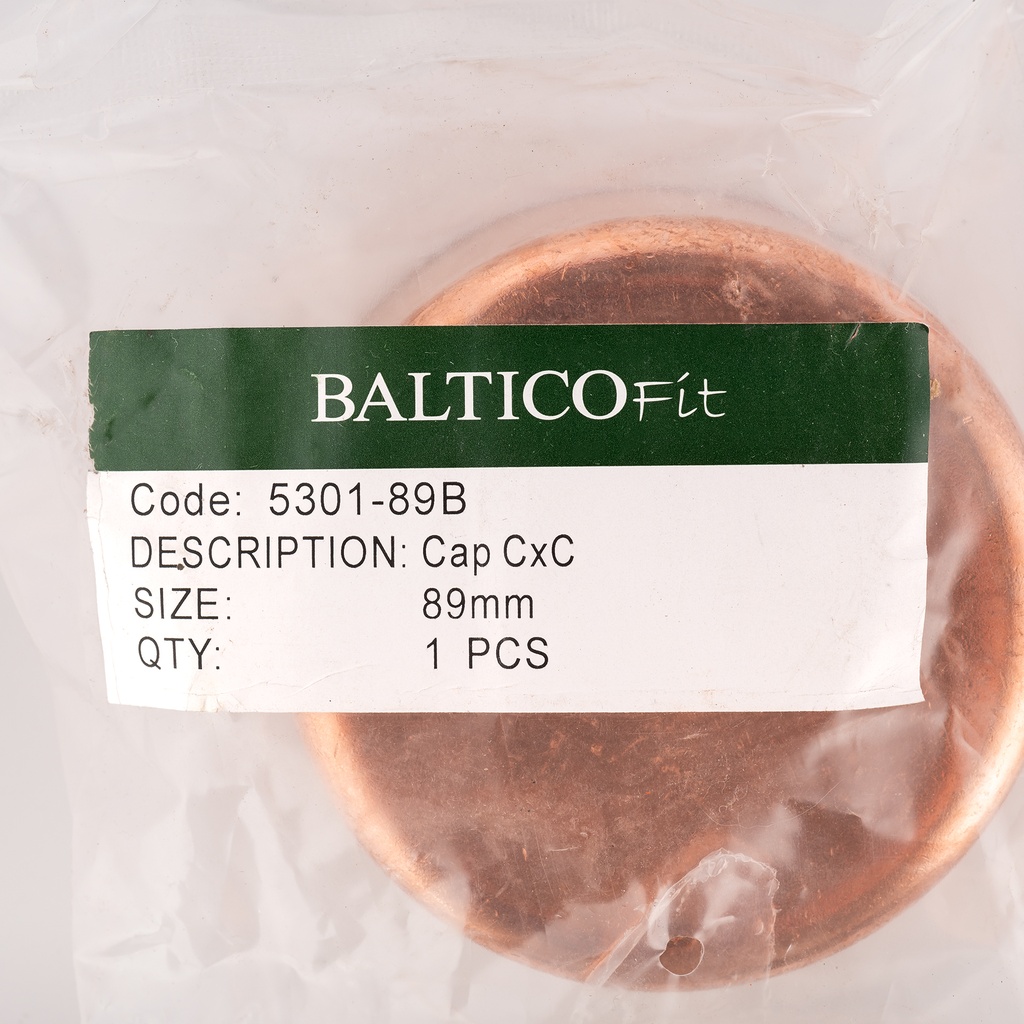 BALTICOFit
Code: 5301-89B
DESCRIPTION: Cap CxC
SIZE: 89mm
QTY: 1 PCS